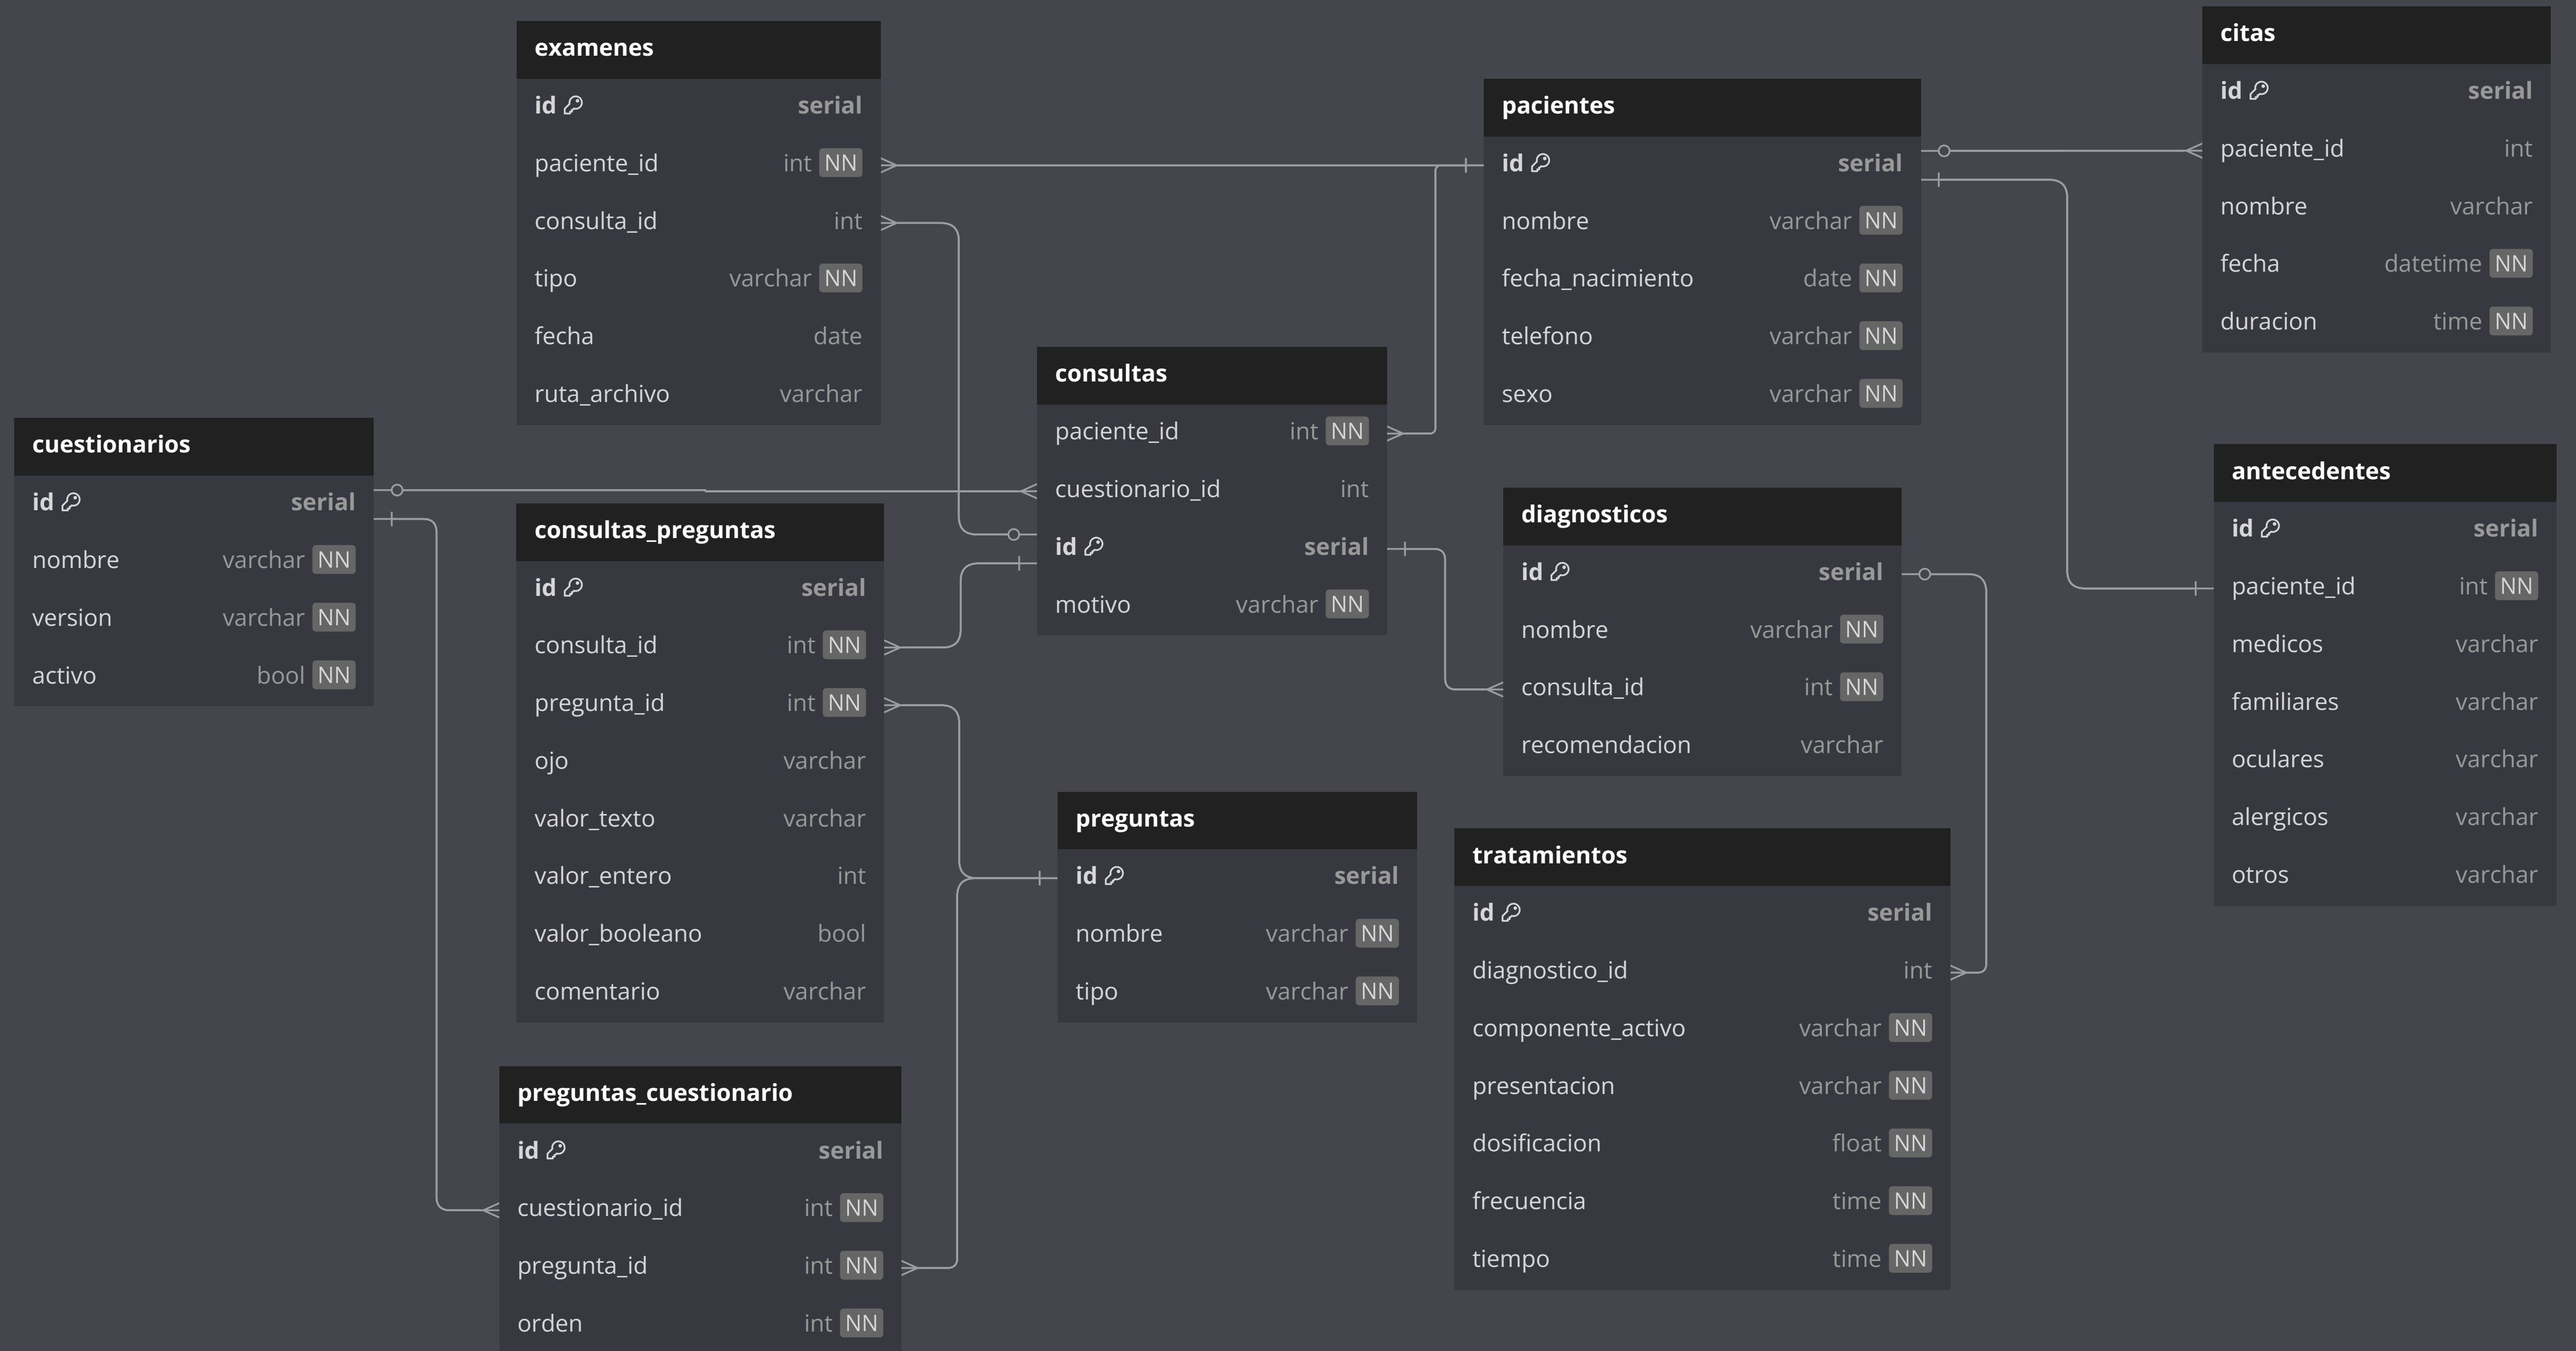 examenes
id serial
paciente_id int NN
consulta_id int
tipo varchar NN
fecha date
ruta_archivo varchar
pacientes
id serial
nombre varchar NN
fecha_nacimiento date NN
telefono varchar NN
sexo varchar NN
citas
id serial
paciente_id int
nombre varchar
fecha datetime NN
duracion time NN
cuestionarios
id serial
nombre varchar NN
version varchar NN
activo bool NN
consultas
paciente_id int NN
cuestionario_id int
id serial
motivo varchar NN
antecedentes
id serial
paciente_id int NN
medicos varchar
familiares varchar
oculares varchar
alergicos varchar
otros varchar
consultas_preguntas
id serial
consulta_id int NN
pregunta_id int NN
ojo varchar
valor_texto varchar
valor_entero int
valor_booleano bool
comentario varchar
diagnosticos
id serial
nombre varchar NN
consulta_id int NN
recomendacion varchar
preguntas
id serial
nombre varchar NN
tipo varchar NN
tratamientos
id serial
diagnostico_id int
componente_activo varchar NN
presentacion varchar NN
dosificacion float NN
frecuencia time NN
tiempo time NN
preguntas_cuestionario
id serial
cuestionario_id int NN
pregunta_id int NN
orden int NN